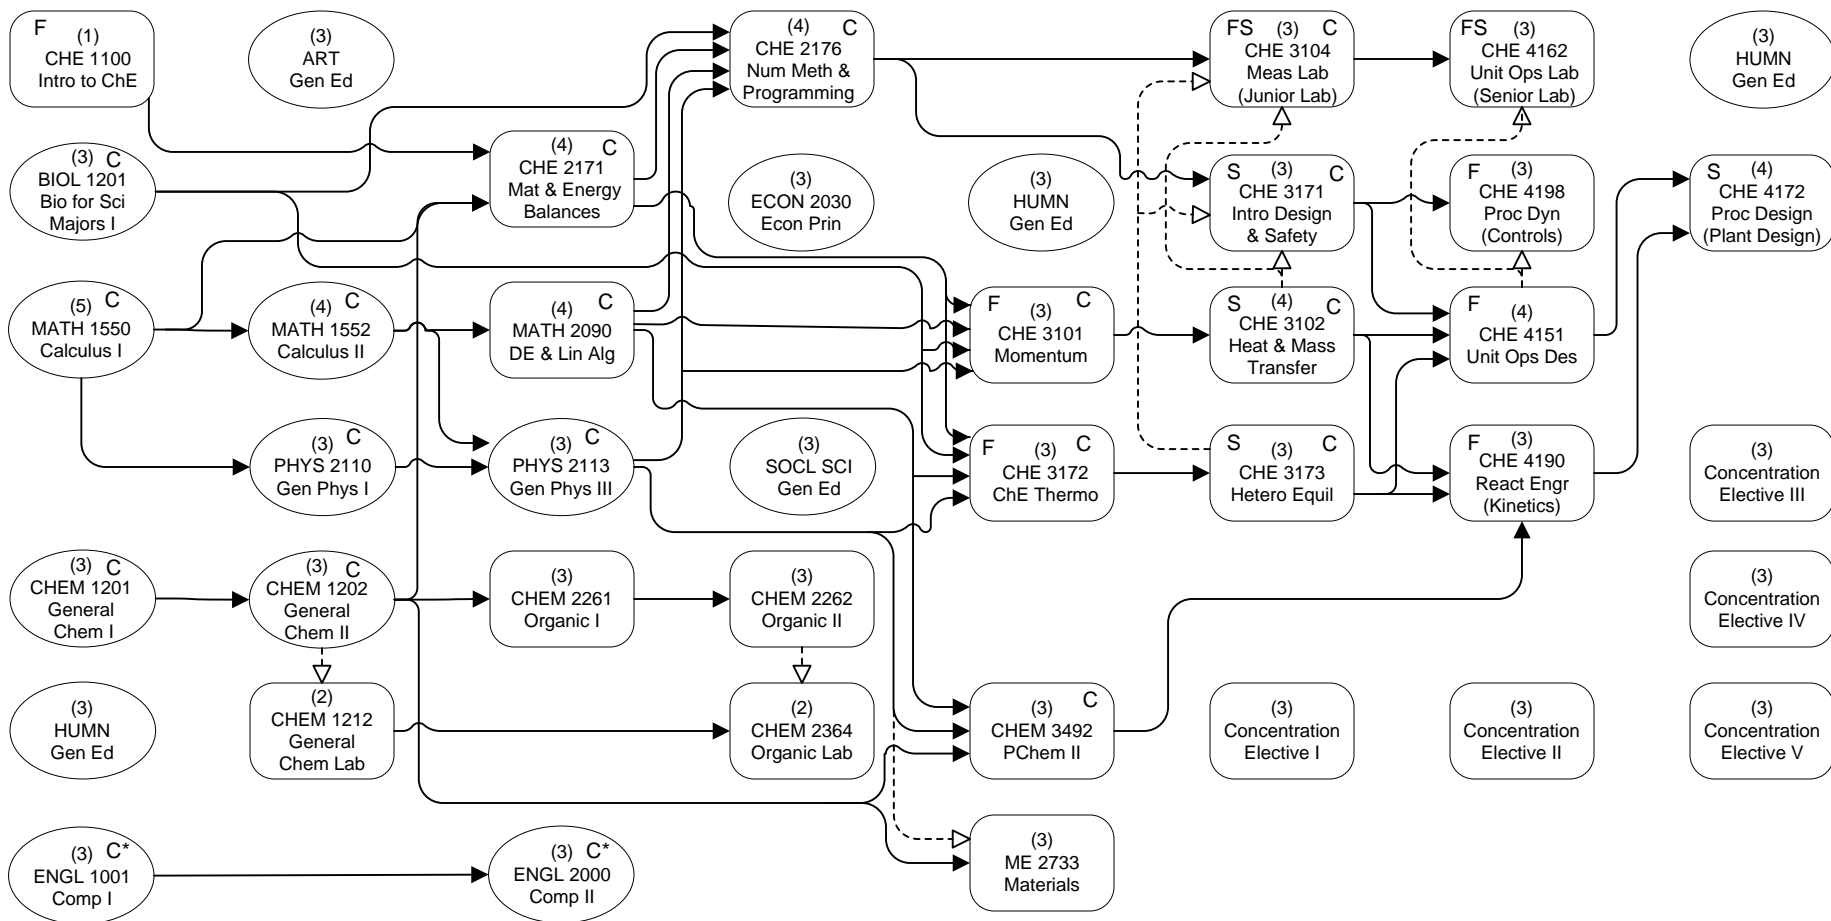 F
(1)
CHE 1100
Intro to ChE
(3) C
BIOL 1201
Bio for Sci
Majors I
(5) C
MATH 1550
Calculus I
(3) C
CHEM 1201
General
Chem I
(3)
HUMN
Gen Ed
(3) C*
ENGL 1001
Comp I
(3)
ART
Gen Ed
(4) C
MATH 1552
Calculus II
(3) C
PHYS 2110
Gen Phys I
(3) C
CHEM 1202
General
Chem II
(2)
CHEM 1212
General
Chem Lab
(4) C
CHE 2171
Mat & Energy
Balances
(4) C
MATH 2090
DE & Lin Alg
(3) C
PHYS 2113
Gen Phys III
(3)
CHEM 2261
Organic I
(3) C*
ENGL 2000
Comp II
(4) C
CHE 2176
Num Meth &
Programming
(3)
ECON 2030
Econ Prin
(3)
SOCL SCI
Gen Ed
(3)
CHEM 2262
Organic II
(2)
CHEM 2364
Organic Lab
(3)
HUMN
Gen Ed
F (3) C
CHE 3101
Momentum
F (3) C
CHE 3172
ChE Thermo
(3) C
CHEM 3492
PChem II
(3)
ME 2733
Materials
FS (3) C
CHE 3104
Meas Lab
(Junior Lab)
S (3) C
CHE 3171
Intro Design
& Safety
S (4) C
CHE 3102
Heat & Mass
Transfer
S (3) C
CHE 3173
Hetero Equil
(3)
Concentration
Elective I
FS (3)
CHE 4162
Unit Ops Lab
(Senior Lab)
F (3)
CHE 4198
Proc Dyn
(Controls)
F (4)
CHE 4151
Unit Ops Des
F (3)
CHE 4190
React Engr
(Kinetics)
(3)
Concentration
Elective II
(3)
HUMN
Gen Ed
S (4)
CHE 4172
Proc Design
(Plant Design)
(3)
Concentration
Elective III
(3)
Concentration
Elective IV
(3)
Concentration
Elective V